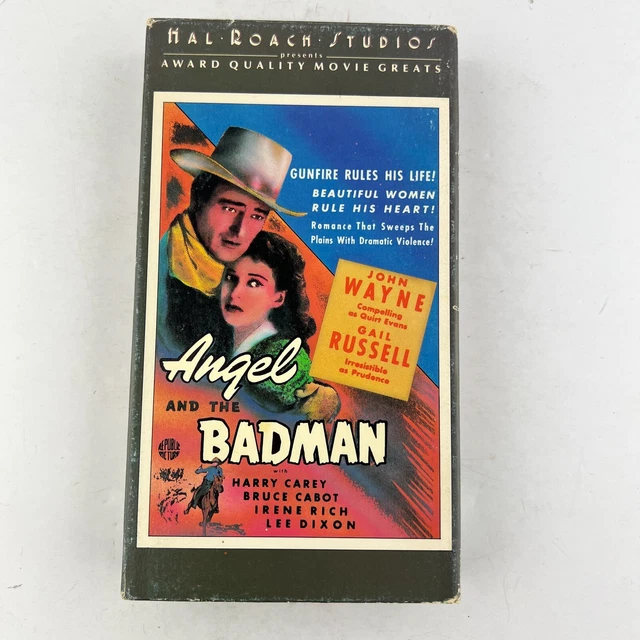 HAL·ROACH·STUDIOS
presents
AWARD QUALITY MOVIE GREATS
GUNFIRE RULES HIS LIFE!
BEAUTIFUL WOMEN
RULE HIS HEART!
Romance That Sweeps The
Plains With Dramatic Violence!
JOHN
WAYNE
Compelling
as Quirt Evans
GAIL
RUSSELL
Irresistible
as Prudence
Angel
AND THE
BADMAN
with
HARRY CAREY
BRUCE CABOT
IRENE RICH
LEE DIXON
REPUBLIC
PICTURE